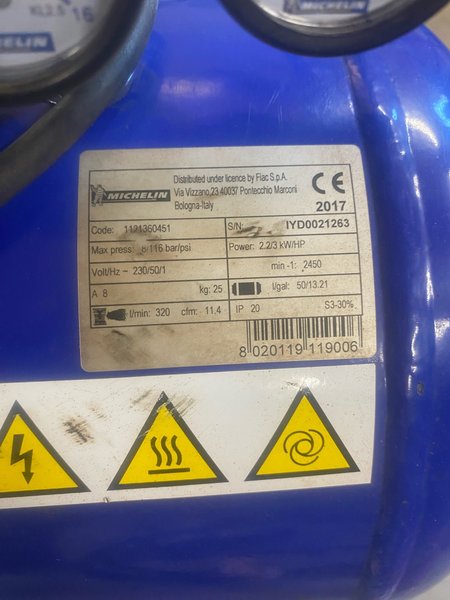 KL2.5 16
MICHELIN
MICHELIN
Distributed under licence by Fiac S.p.A.
Via Vizzano,23 40037 Pontecchio Marconi
Bologna-Italy
CE
2017
Code: 1121360451
S/N: IYD0021263
Max press: 8/116 bar/psi
Power: 2.2/3 kW/HP
Volt/Hz ~ 230/50/1
min -1: 2450
A 8 kg: 25
l/gal: 50/13.21
l/min: 320 cfm: 11.4
IP 20 S3-30%
8 020119 119006